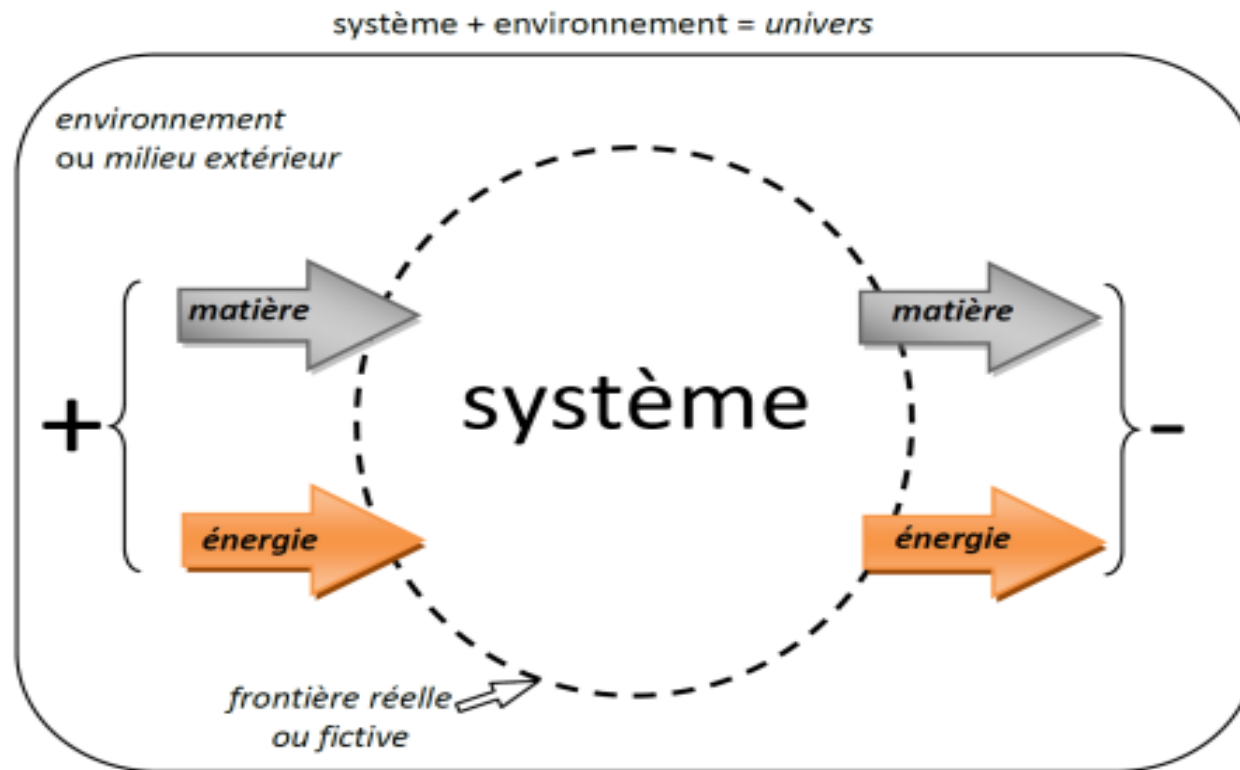 système + environnement = univers
environnement
ou milieu extérieur
matière
matière
système
+
-
énergie
énergie
frontière réelle
ou fictive